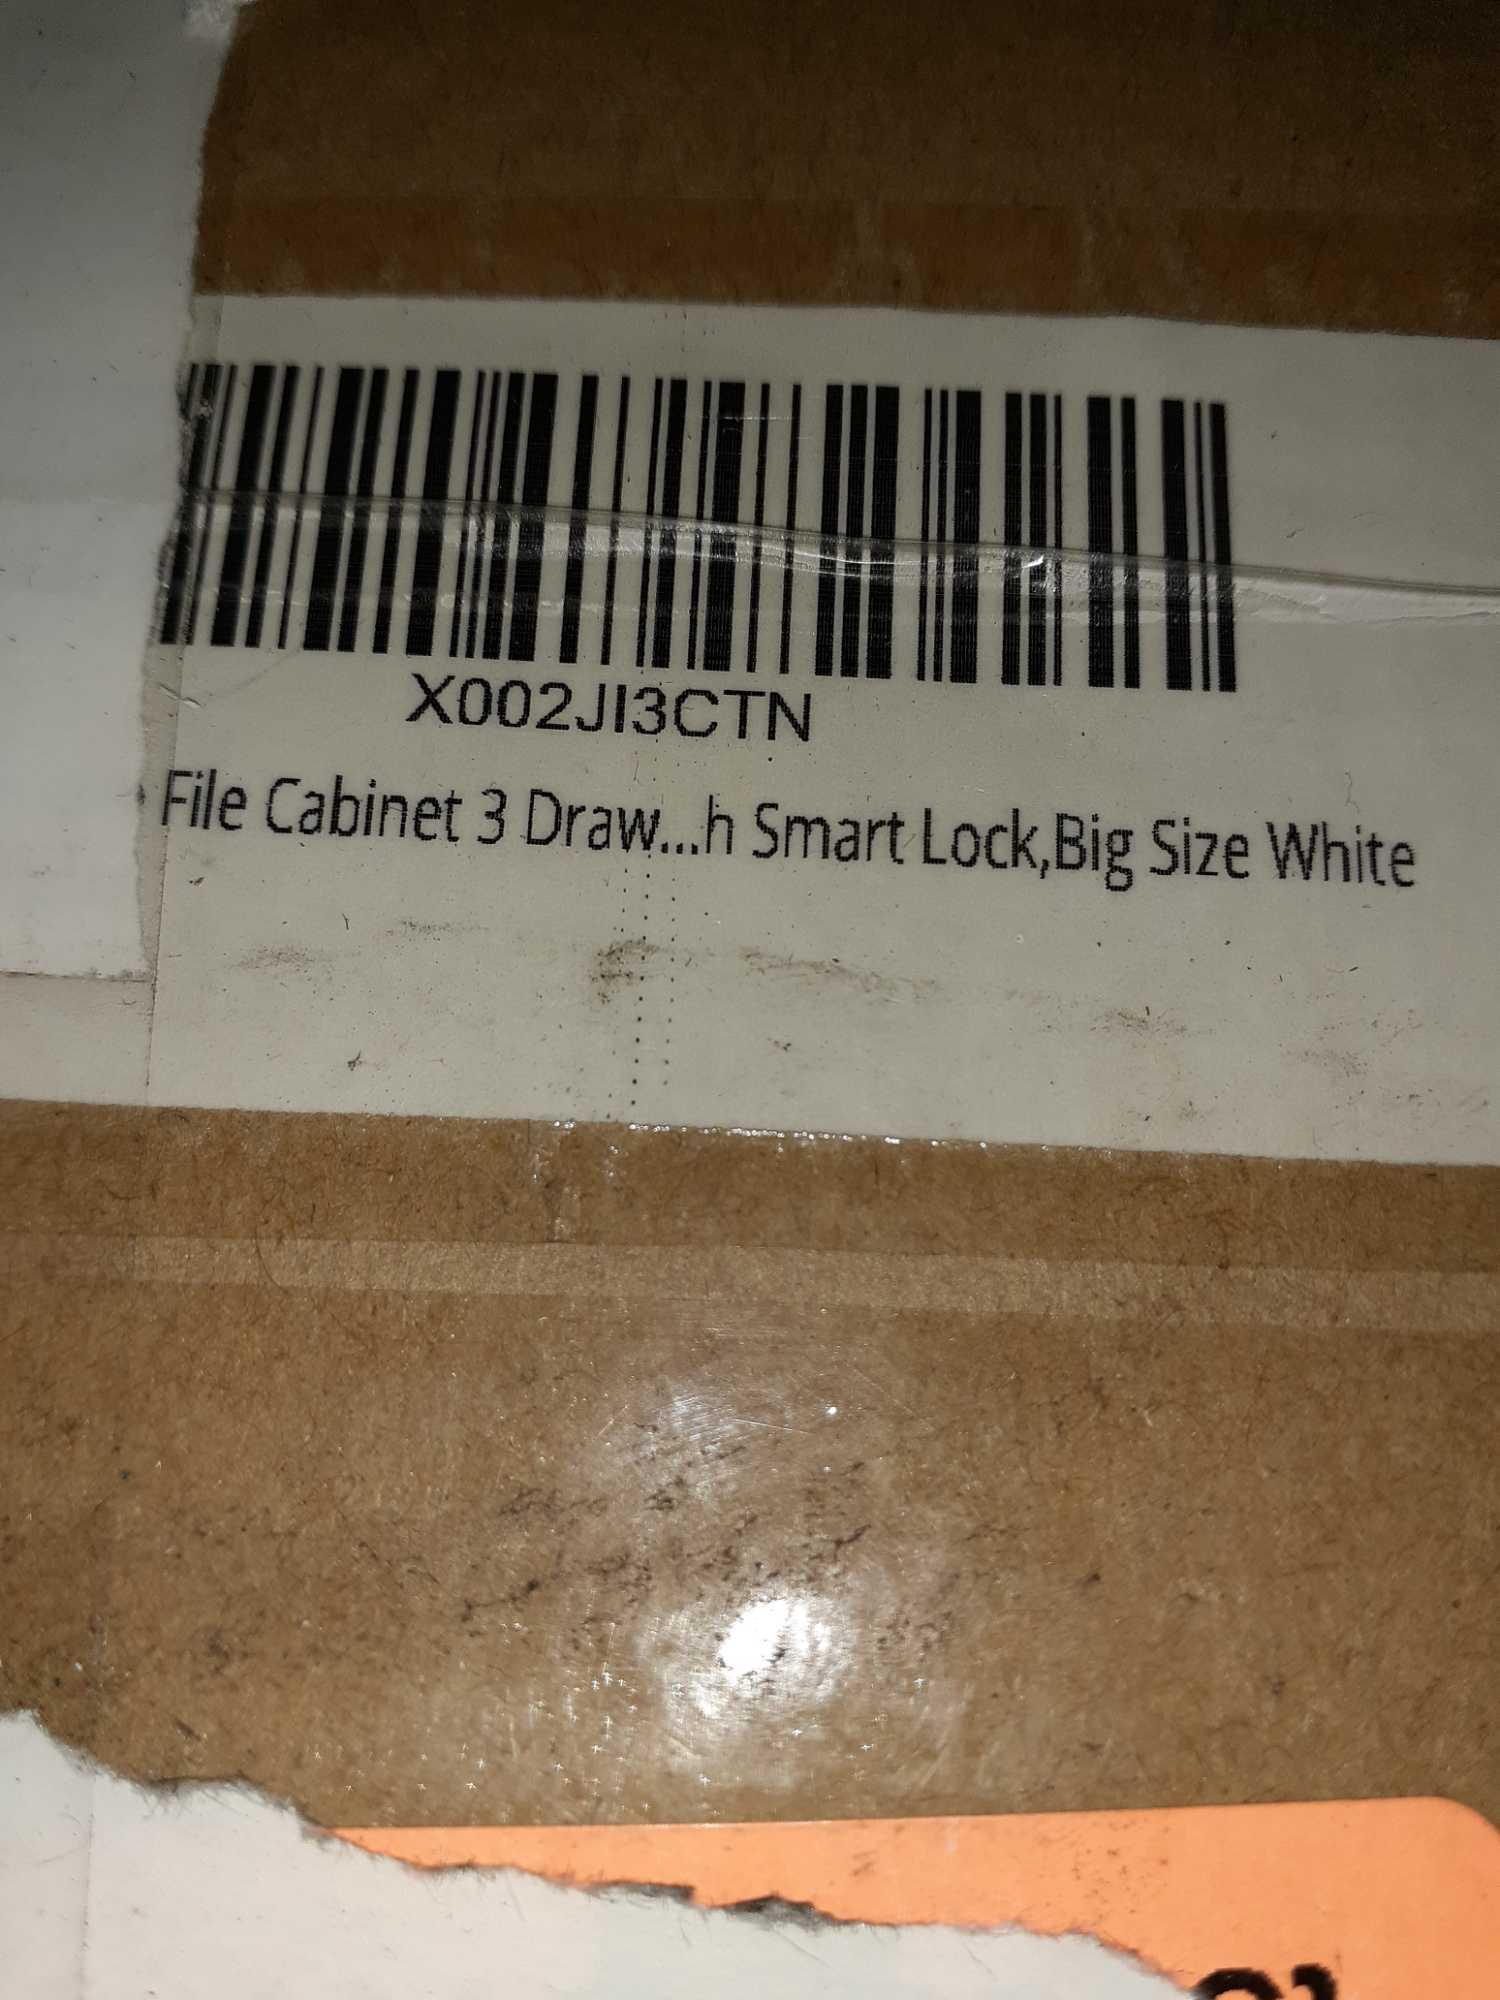 X002JI3CTN
File Cabinet 3 Draw...h Smart Lock,Big Size White